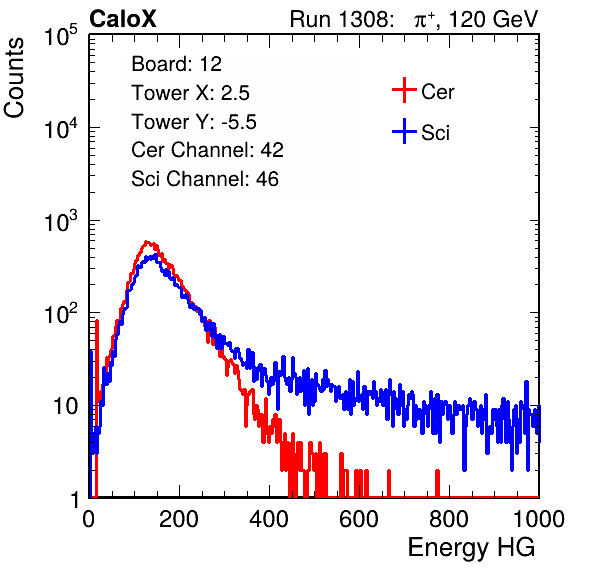 CaloX
Run 1308: π⁺, 120 GeV
Counts
10⁵
10⁴
10³
10²
10
1
Board: 12
Tower X: 2.5
Tower Y: -5.5
Cer Channel: 42
Sci Channel: 46
Cer
Sci
0 200 400 600 800 1000
Energy HG